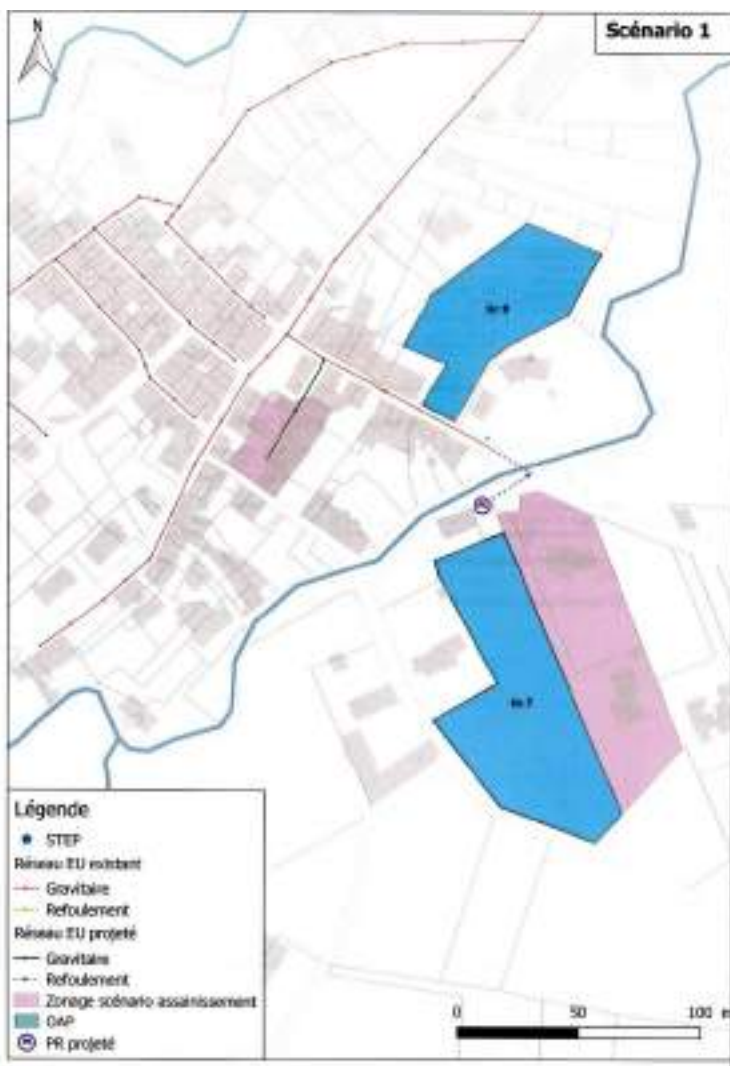 N
Scénario 1
Légende
STEP
Réseau EU existant
Gravitaire
Refoulement
Réseau EU projeté
Gravitaire
Refoulement
Zonage scénario assainissement
OAP
PR projeté
0 50 100 m